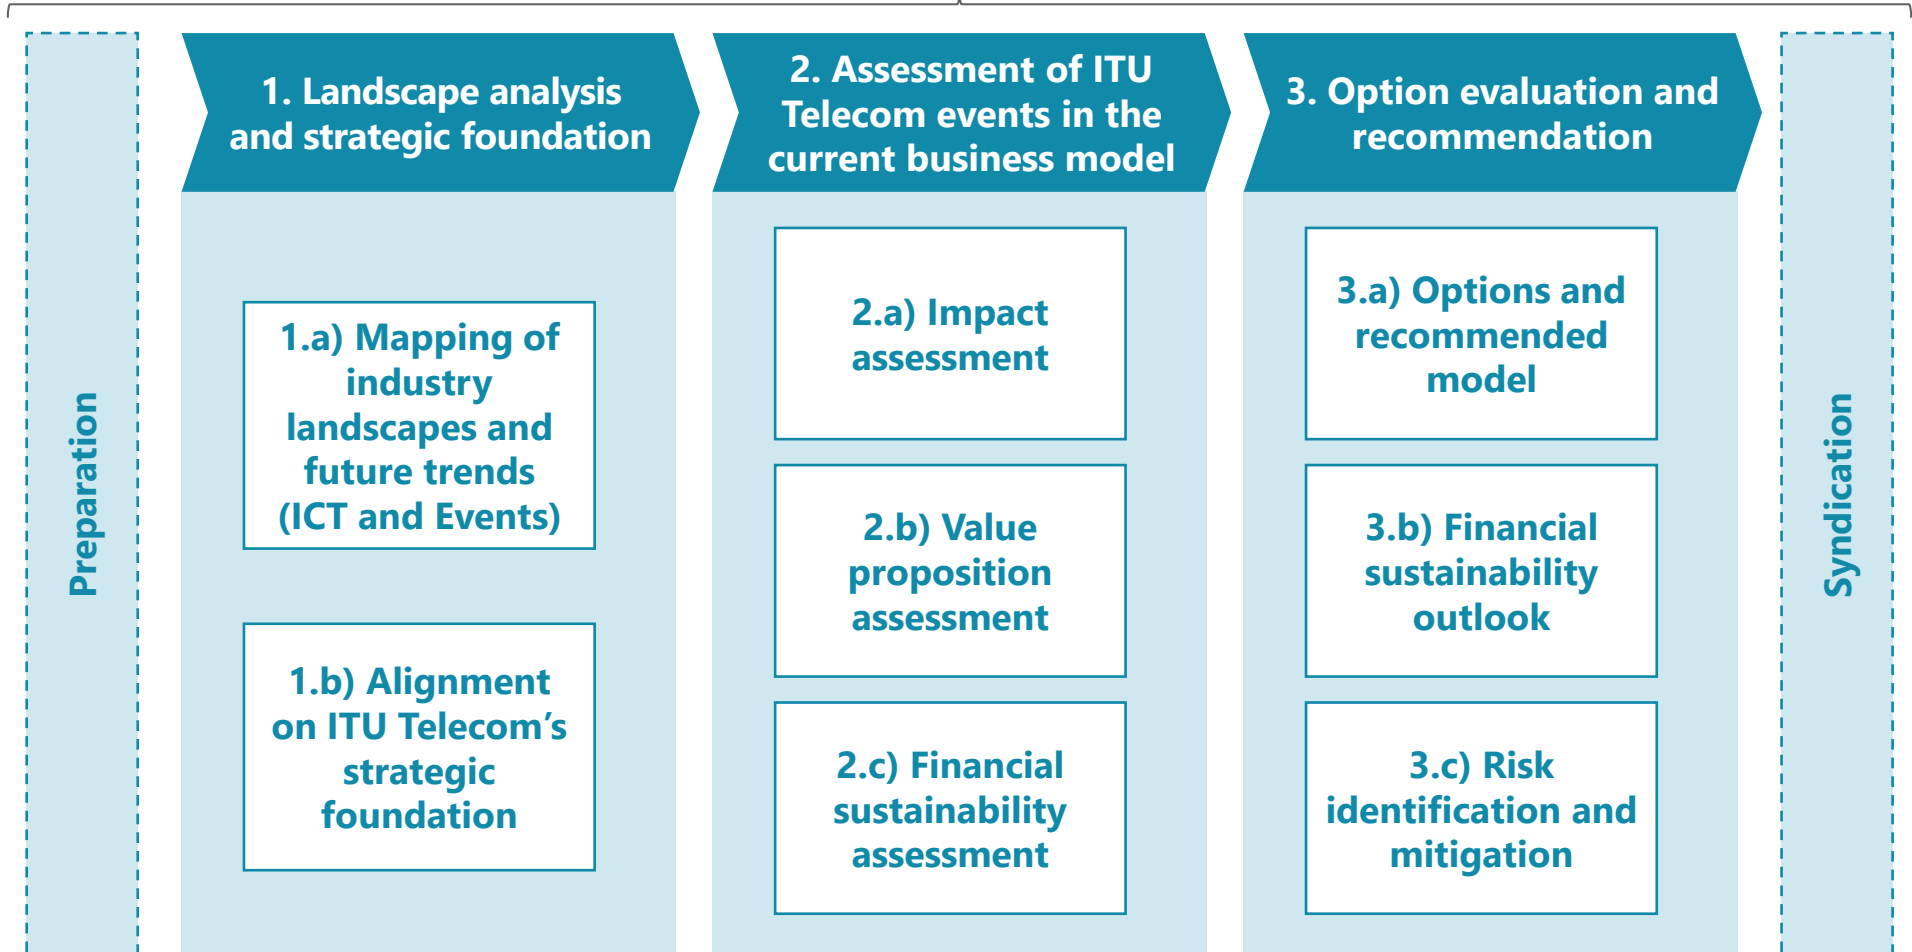 Preparation
1. Landscape analysis
and strategic foundation
1.a) Mapping of
industry
landscapes and
future trends
(ICT and Events)
1.b) Alignment
on ITU Telecom’s
strategic
foundation
2. Assessment of ITU
Telecom events in the
current business model
2.a) Impact
assessment
2.b) Value
proposition
assessment
2.c) Financial
sustainability
assessment
3. Option evaluation and
recommendation
3.a) Options and
recommended
model
3.b) Financial
sustainability
outlook
3.c) Risk
identification and
mitigation
Syndication